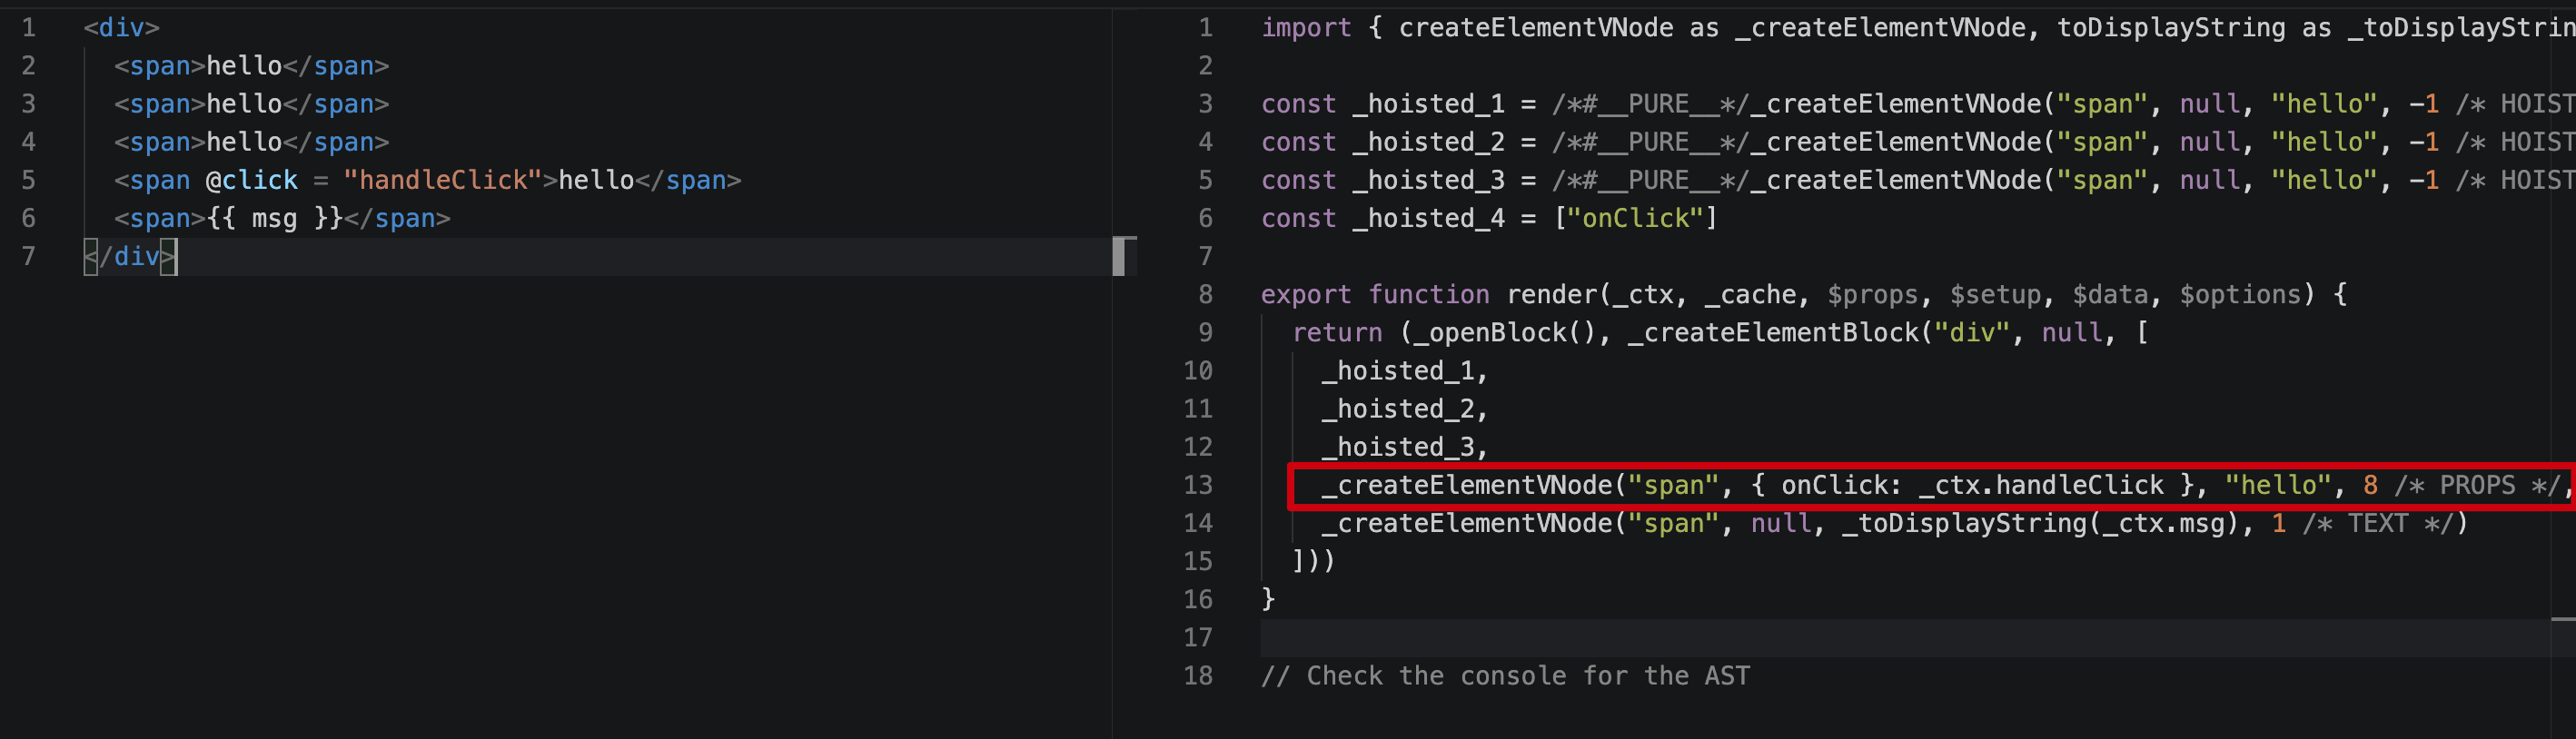 1 <div>
2 <span>hello</span>
3 <span>hello</span>
4 <span>hello</span>
5 <span @click = "handleClick">hello</span>
6 <span>{{ msg }}</span>
7 </div>
1 import { createElementVNode as _createElementVNode, toDisplayString as _toDisplayStrin
2
3 const _hoisted_1 = /*#__PURE__*/_createElementVNode("span", null, "hello", -1 /* HOIST
4 const _hoisted_2 = /*#__PURE__*/_createElementVNode("span", null, "hello", -1 /* HOIST
5 const _hoisted_3 = /*#__PURE__*/_createElementVNode("span", null, "hello", -1 /* HOIST
6 const _hoisted_4 = ["onClick"]
7
8 export function render(_ctx, _cache, $props, $setup, $data, $options) {
9 return (_openBlock(), _createElementBlock("div", null, [
10 _hoisted_1,
11 _hoisted_2,
12 _hoisted_3,
13 _createElementVNode("span", { onClick: _ctx.handleClick }, "hello", 8 /* PROPS */,
14 _createElementVNode("span", null, _toDisplayString(_ctx.msg), 1 /* TEXT */)
15 ]))
16 }
17
18 // Check the console for the AST